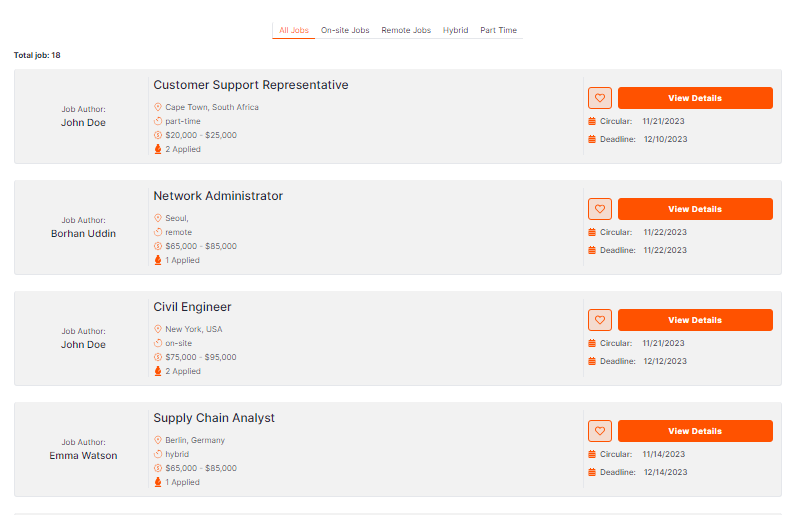 All Jobs On-site Jobs Remote Jobs Hybrid Part Time
Total job: 18
Job Author:
John Doe
Customer Support Representative
Cape Town, South Africa
part-time
$20,000 - $25,000
2 Applied
View Details
Circular: 11/21/2023
Deadline: 12/10/2023
Job Author:
Borhan Uddin
Network Administrator
Seoul,
remote
$65,000 - $85,000
1 Applied
View Details
Circular: 11/22/2023
Deadline: 11/22/2023
Job Author:
John Doe
Civil Engineer
New York, USA
on-site
$75,000 - $95,000
2 Applied
View Details
Circular: 11/21/2023
Deadline: 12/12/2023
Job Author:
Emma Watson
Supply Chain Analyst
Berlin, Germany
hybrid
$65,000 - $85,000
1 Applied
View Details
Circular: 11/14/2023
Deadline: 12/14/2023